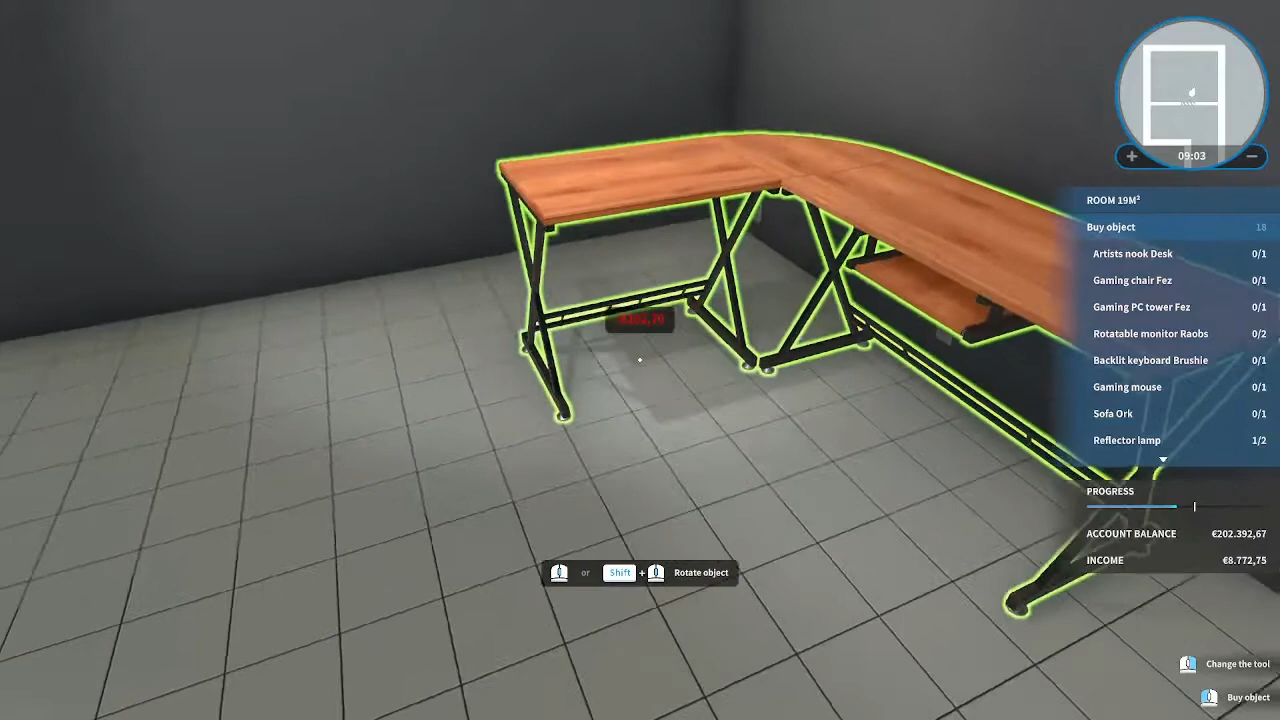 09:03
ROOM 19M²
Buy object 18
Artists nook Desk 0/1
Gaming chair Fez 0/1
Gaming PC tower Fez 0/1
Rotatable monitor Raobs 0/2
Backlit keyboard Brushie 0/1
Gaming mouse 0/1
Sofa Ork 0/1
Reflector lamp 1/2
PROGRESS
ACCOUNT BALANCE €202.392,67
INCOME €8.772,75
or Shift + Rotate object
Change the tool
Buy object